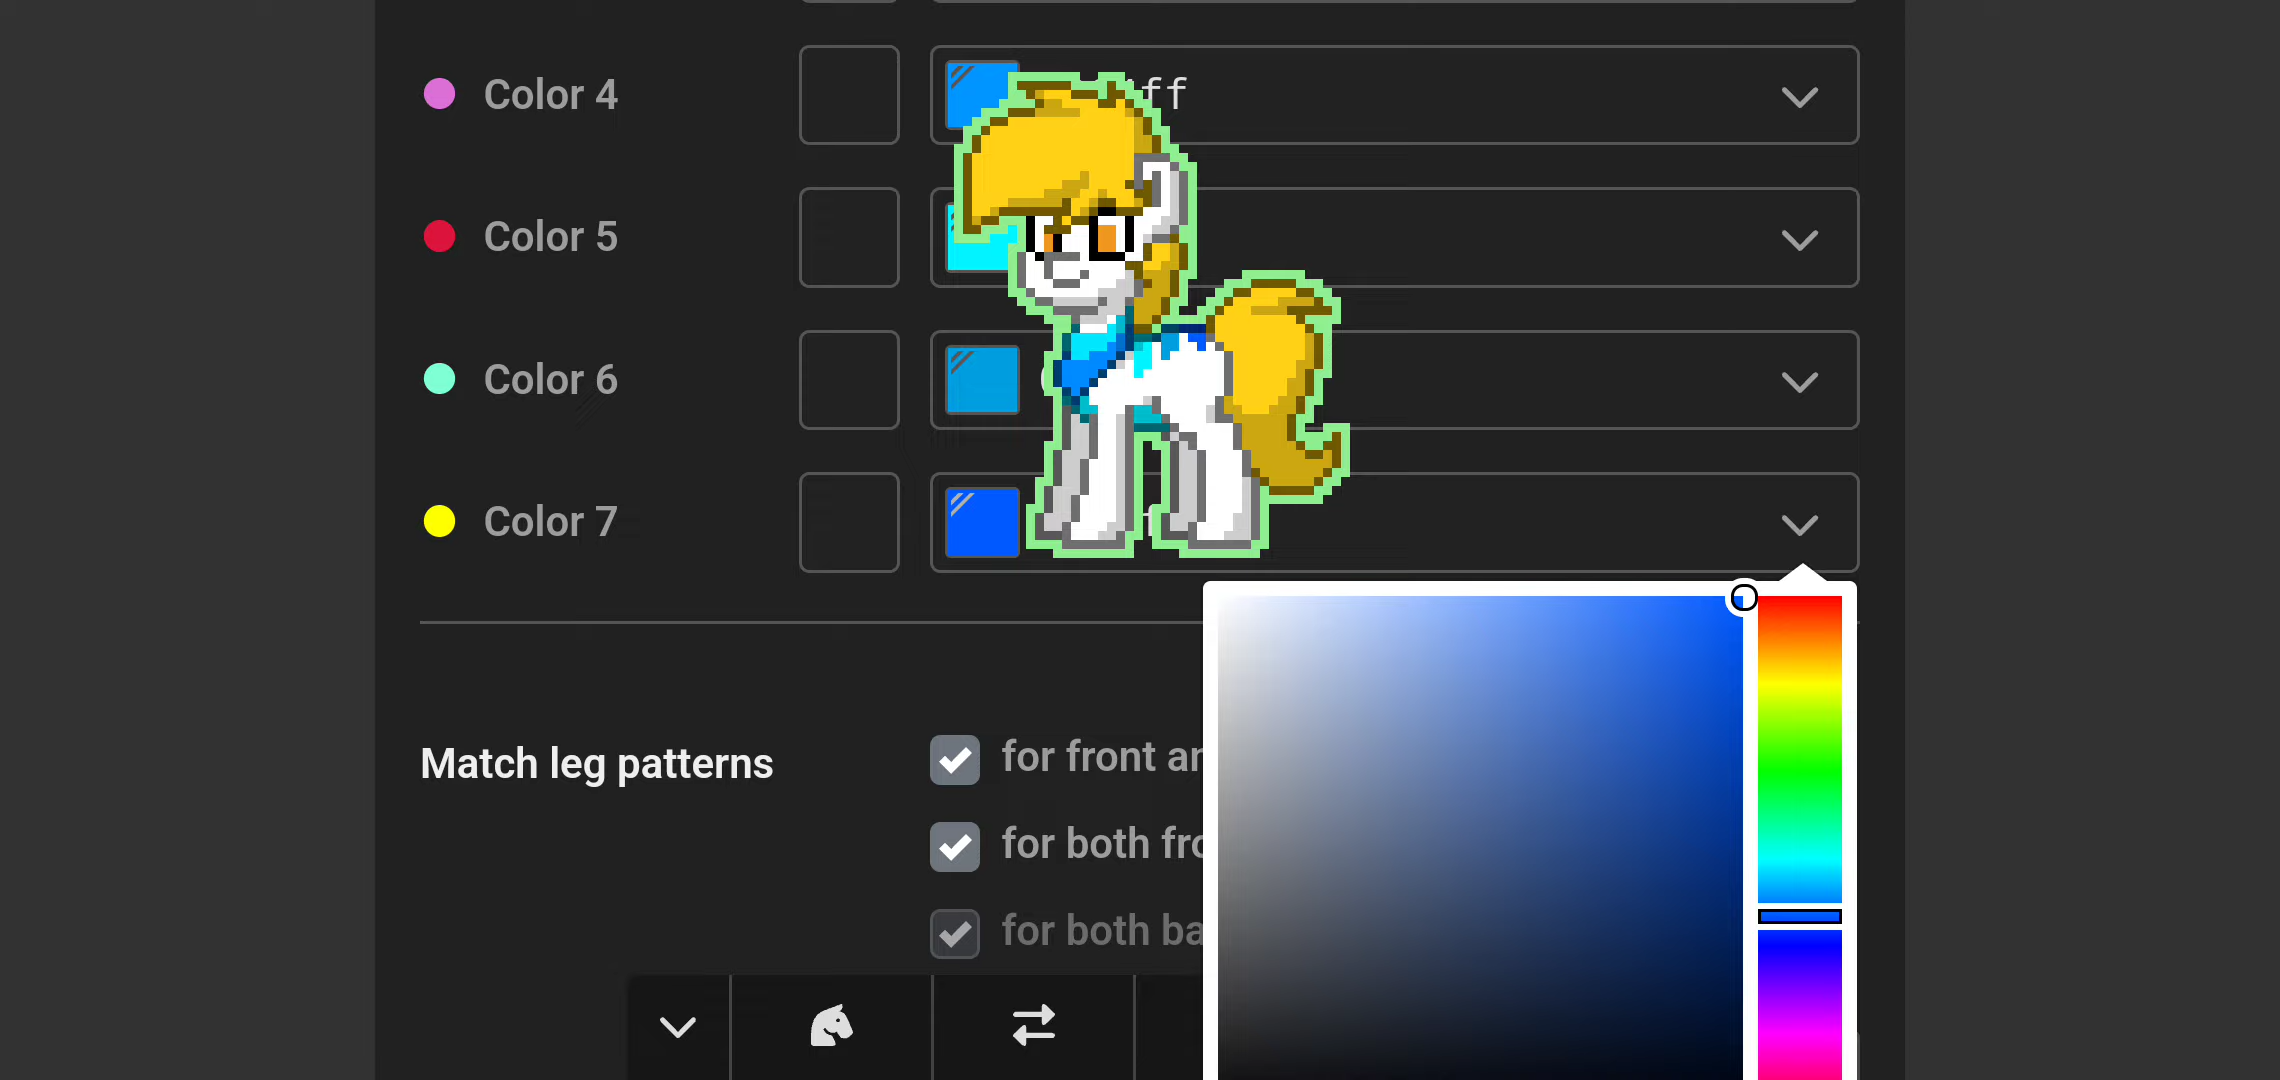 Color 4
ff
Color 5
Color 6
Color 7
Match leg patterns
for front an
for both fro
for both ba